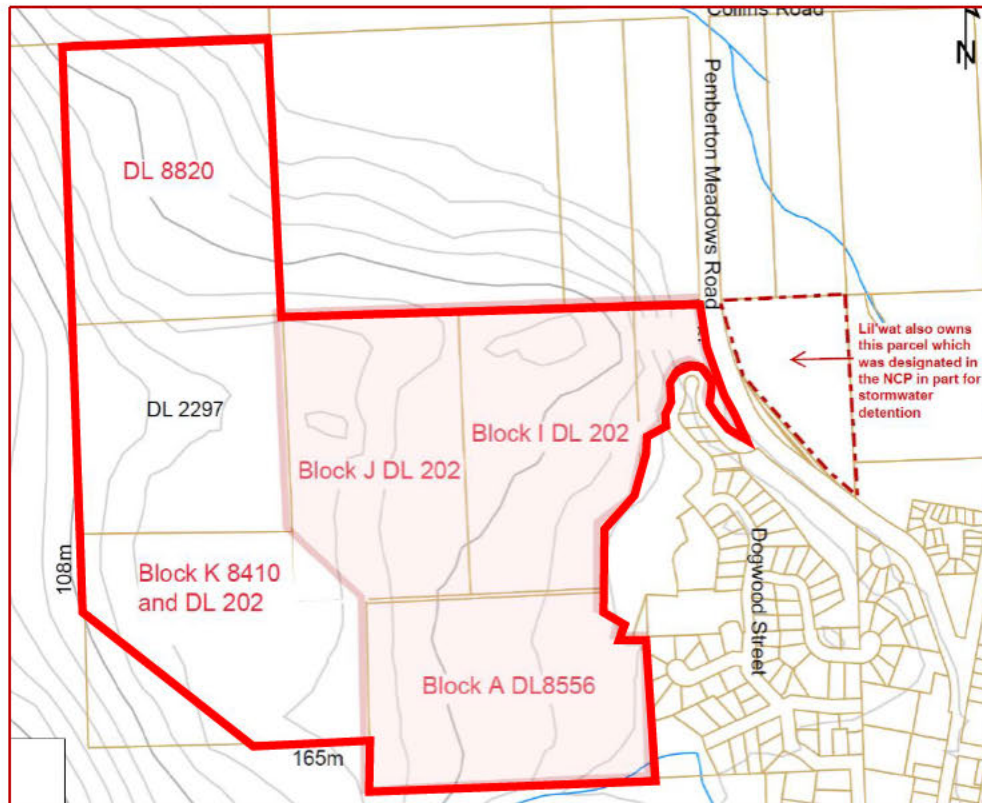 Collins Road
N
Pemberton Meadows Road
DL 8820
Lil'wat also owns
this parcel which
was designated in
the NCP in part for
stormwater
detention
DL 2297
Block I DL 202
Block J DL 202
108m
Block K 8410
and DL 202
Dogwood Street
Block A DL8556
165m